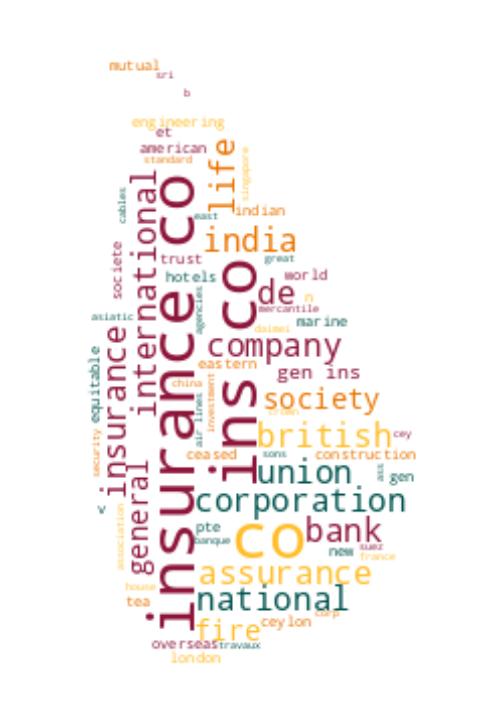 mutual
sri
b
engineering
et
american
standard
life
singapore
insurance co
international
cables
east
indian
india
societe
trust
great
hotels
world
ins co
de
n
agencies
mercantile
asiatic
marine
daimei
insurance
company
equitable
eastern
gen ins
china
investment
society
crown
air lines
british
cey
security
ceased
sons
construction
union
ass
gen
general
corporation
v
association
pte
co
bank
banque
new
suez
france
assurance
house
national
tea
corp
fire
ceylon
overseas
travaux
london